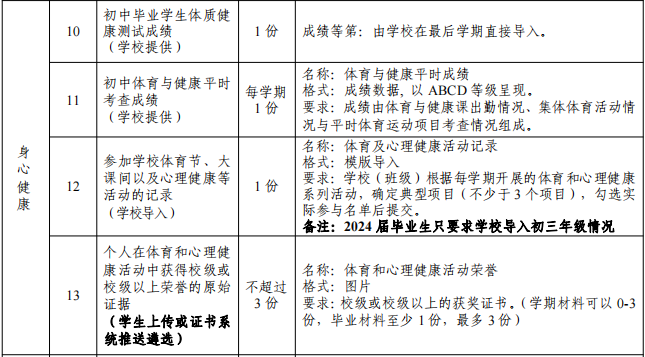 身
心
健
康
10
初中毕业学生体质健
康测试成绩
（学校提供）
1 份
成绩等第：由学校在最后学期直接导入。
11
初中体育与健康平时
考查成绩
（学校提供）
每学期
1 份
名称：体育与健康平时成绩
格式：成绩数据，以 ABCD 等级呈现。
要求：成绩由体育与健康课出勤情况、集体体育活动情
况与平时体育运动项目考查情况组成。
12
参加学校体育节、大
课间以及心理健康等
活动的记录
（学校导入）
1 份
名称：体育及心理健康活动记录
格式：模版导入
要求：学校（班级）根据每学期开展的体育和心理健康
系列活动，确定典型项目（不少于 3 个项目），勾选
实际参与名单后提交。
备注：2024 届毕业生只要求学校导入初三年级情况
13
个人在体育和心理健
康活动中获得校级或
校级以上荣誉的原始
证据
（学生上传或证书系
统推送遴选）
不超过
3 份
名称：体育和心理健康活动荣誉
格式：图片
要求：校级或校级以上的获奖证书。（学期材料可以 0-3
份，毕业材料至少 1 份，最多 3 份）